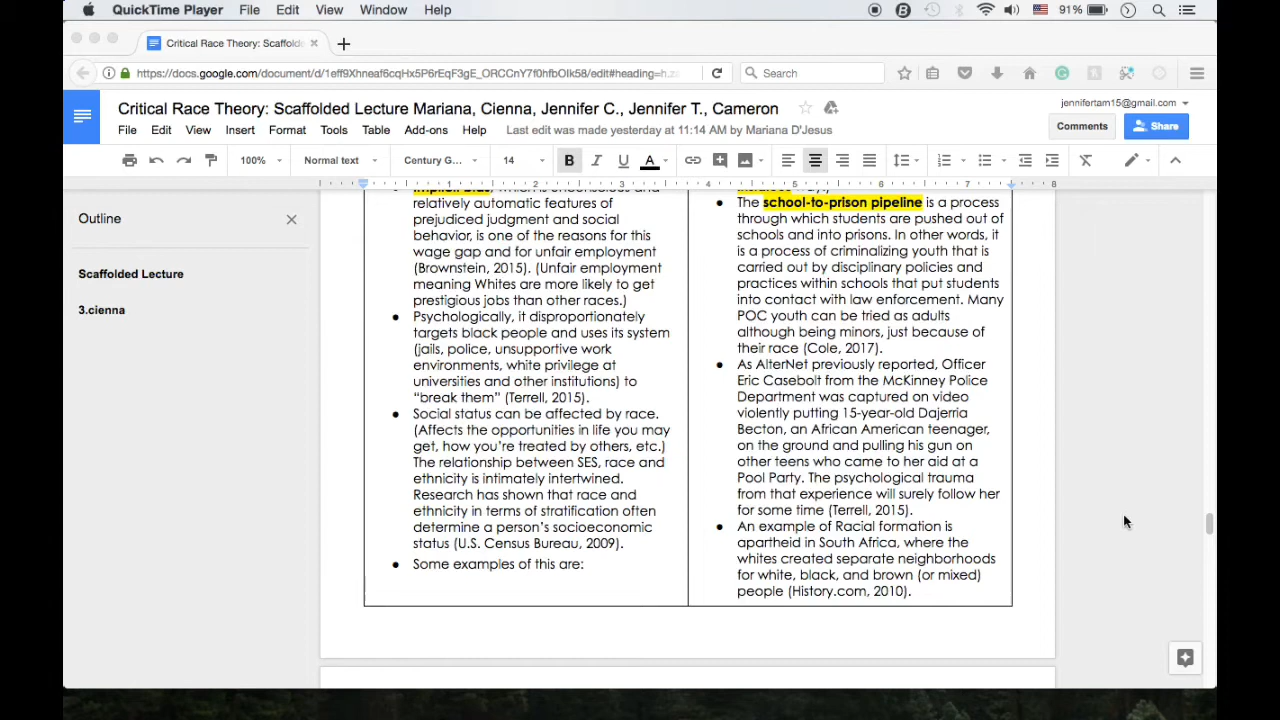 QuickTime Player File Edit View Window Help 91%
Critical Race Theory: Scaffolde
https://docs.google.com/document/d/1eff9Xhneaf6cqHx5P6rEqF3gE_ORCCnY7f0hfbOIk58/edit#heading=h.z
Search
Critical Race Theory: Scaffolded Lecture Mariana, Cienna, Jennifer C., Jennifer T., Cameron
jennifertam15@gmail.com
File Edit View Insert Format Tools Table Add-ons Help Last edit was made yesterday at 11:14 AM by Mariana D'Jesus
Comments
Share
100% Normal text Century G... 14 B I U A
1 2 3 4 5 6 7 8
Outline
Scaffolded Lecture
3.cienna
relatively automatic features of
prejudiced judgment and social
behavior, is one of the reasons for this
wage gap and for unfair employment
(Brownstein, 2015). (Unfair employment
meaning Whites are more likely to get
prestigious jobs than other races.)
● Psychologically, it disproportionately
targets black people and uses its system
(jails, police, unsupportive work
environments, white privilege at
universities and other institutions) to
“break them” (Terrell, 2015).
● Social status can be affected by race.
(Affects the opportunities in life you may
get, how you’re treated by others, etc.)
The relationship between SES, race and
ethnicity is intimately intertwined.
Research has shown that race and
ethnicity in terms of stratification often
determine a person’s socioeconomic
status (U.S. Census Bureau, 2009).
● Some examples of this are:
● The school-to-prison pipeline is a process
through which students are pushed out of
schools and into prisons. In other words, it
is a process of criminalizing youth that is
carried out by disciplinary policies and
practices within schools that put students
into contact with law enforcement. Many
POC youth can be tried as adults
although being minors, just because of
their race (Cole, 2017).
● As AlterNet previously reported, Officer
Eric Casebolt from the McKinney Police
Department was captured on video
violently putting 15-year-old Dajerria
Becton, an African American teenager,
on the ground and pulling his gun on
other teens who came to her aid at a
Pool Party. The psychological trauma
from that experience will surely follow her
for some time (Terrell, 2015).
● An example of Racial formation is
apartheid in South Africa, where the
whites created separate neighborhoods
for white, black, and brown (or mixed)
people (History.com, 2010).